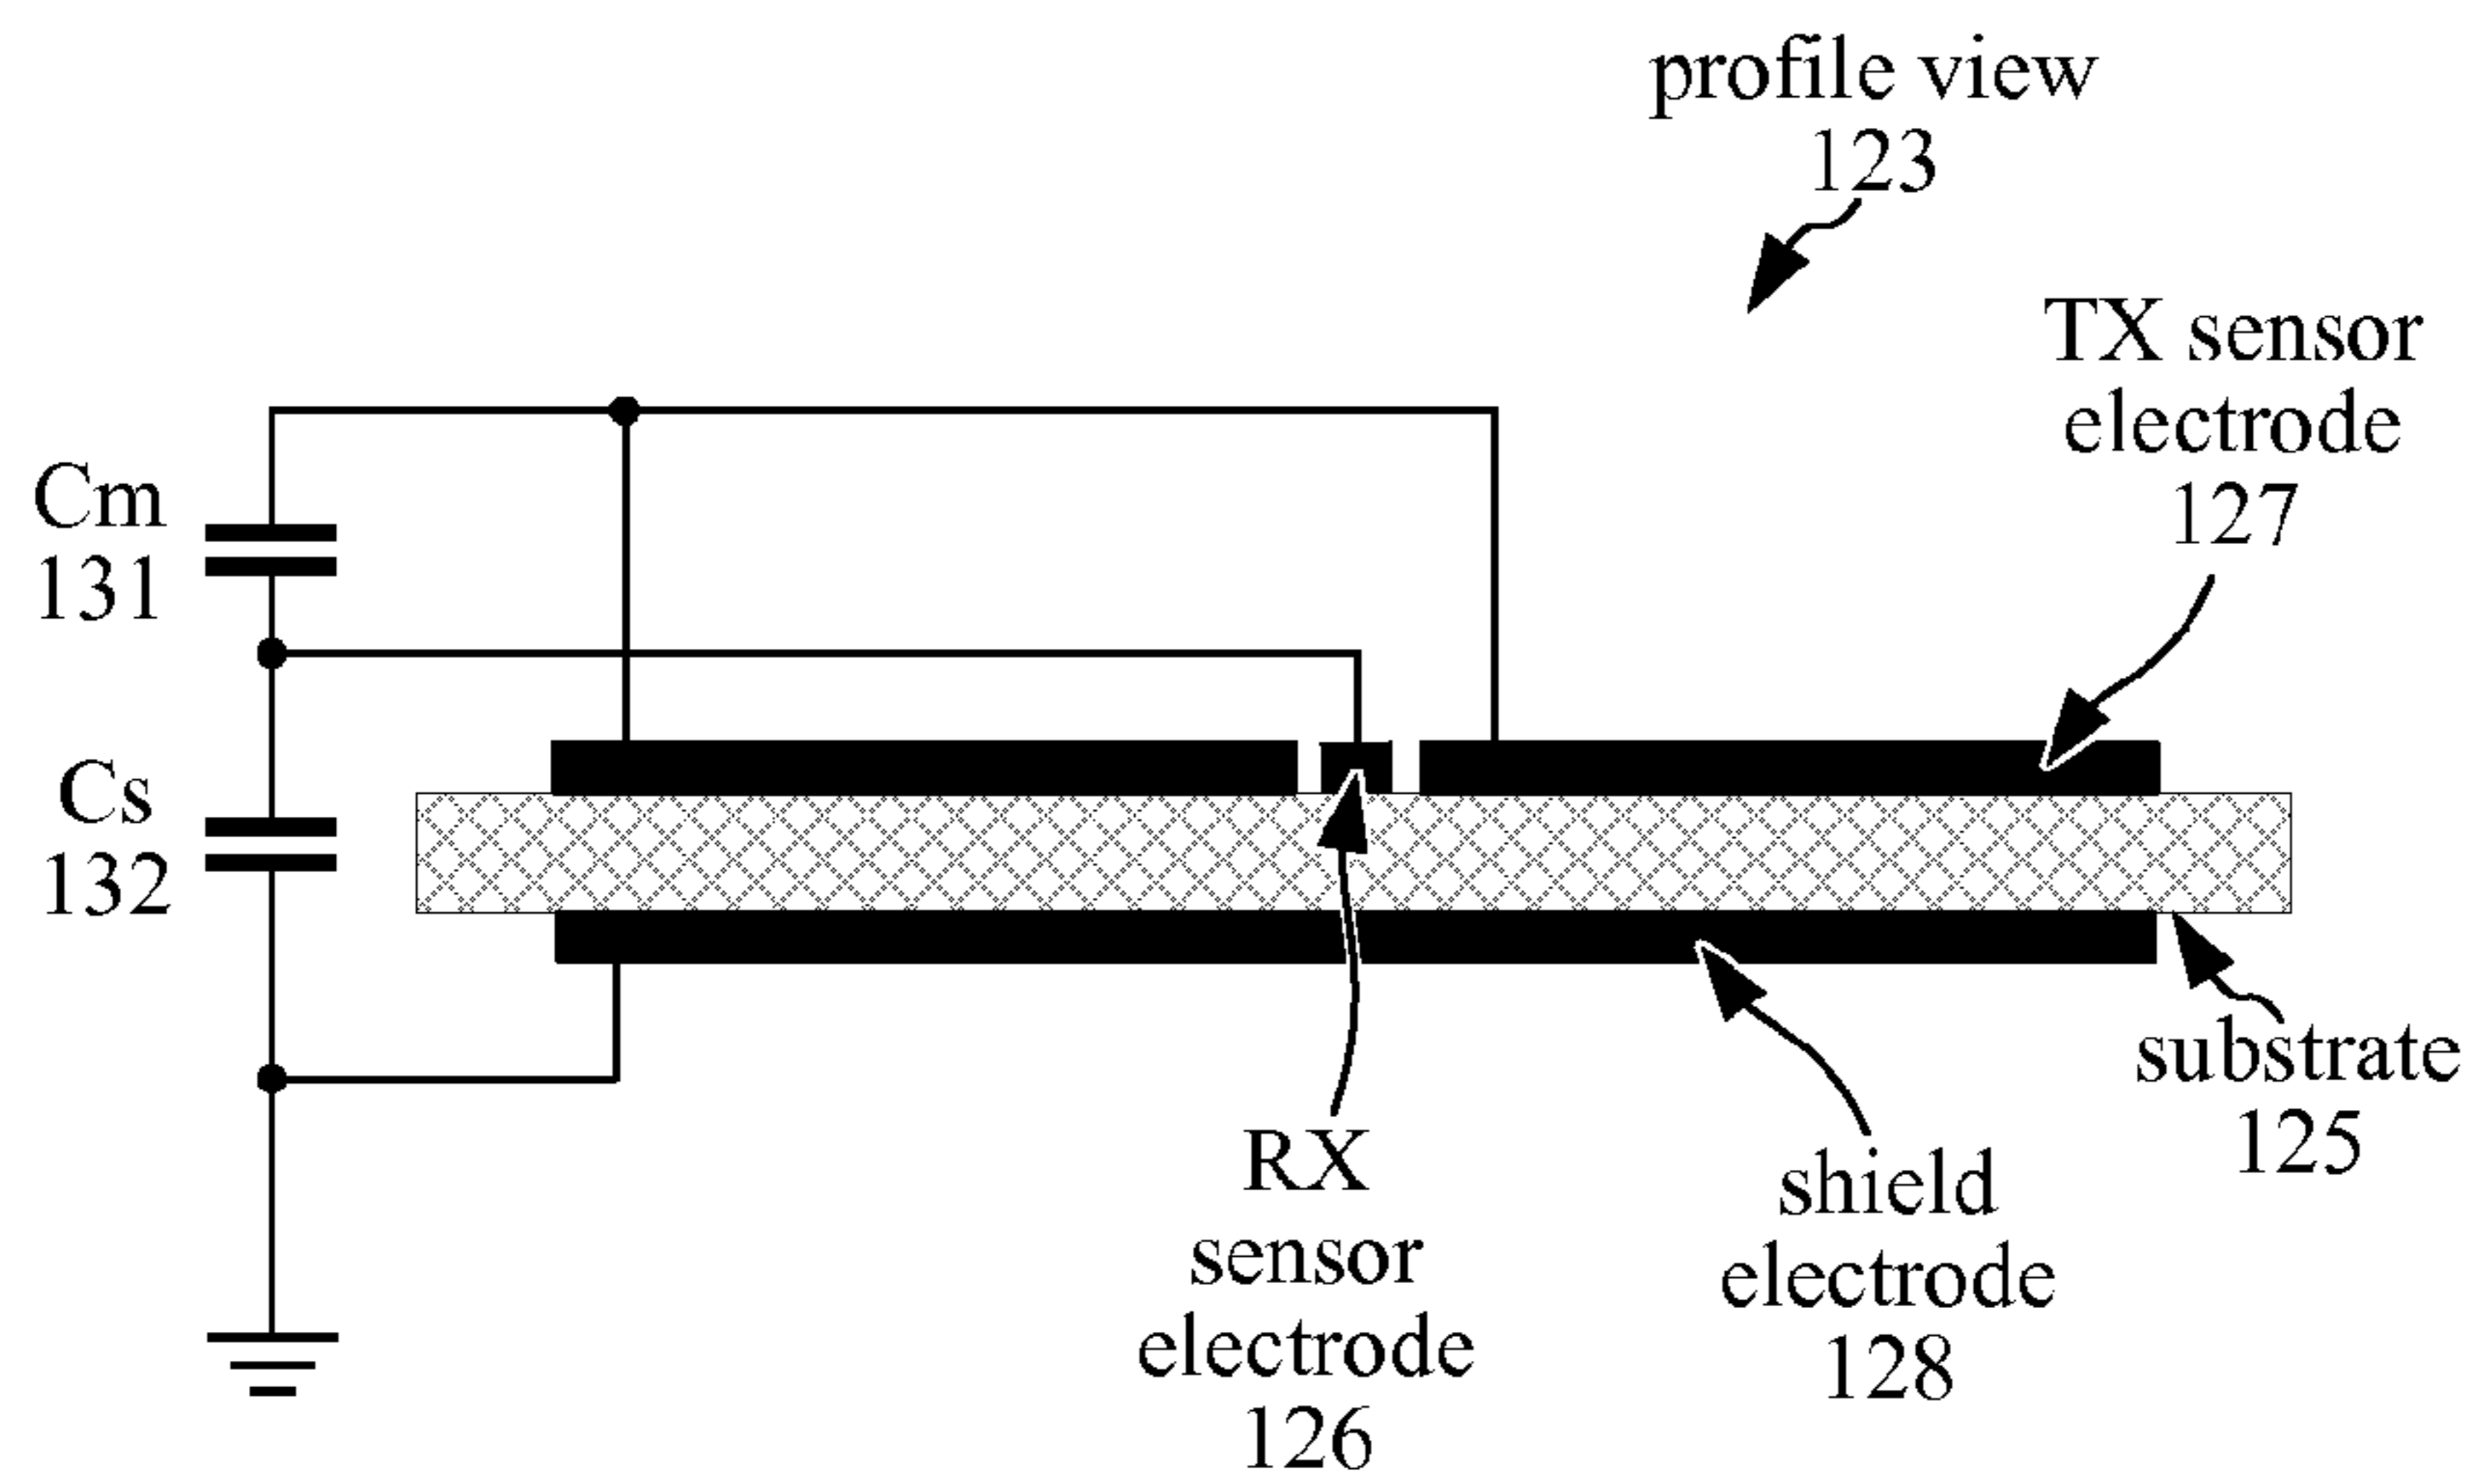 profile view
123
TX sensor
electrode
127
Cm
131
Cs
132
substrate
125
shield
electrode
128
RX
sensor
electrode
126